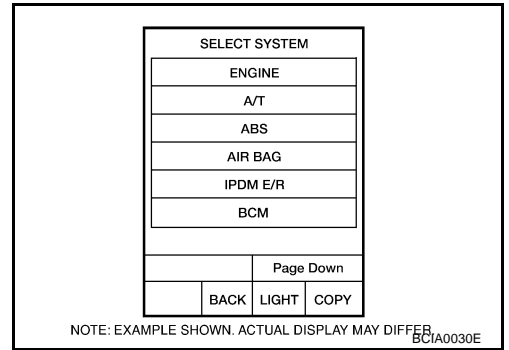 SELECT SYSTEM
ENGINE
A/T
ABS
AIR BAG
IPDM E/R
BCM
Page Down
BACK LIGHT COPY
NOTE: EXAMPLE SHOWN. ACTUAL DISPLAY MAY DIFFER.
BCIA0030E